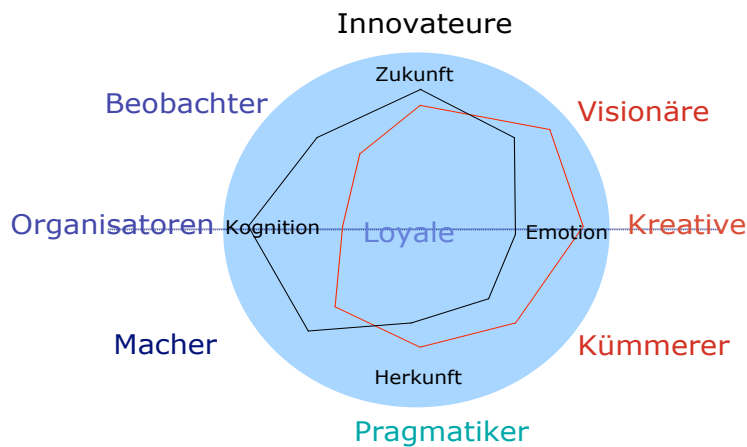 Innovateure
Zukunft
Beobachter
Visionäre
Organisatoren
Kognition
Loyale
Emotion
Kreative
Macher
Kümmerer
Herkunft
Pragmatiker